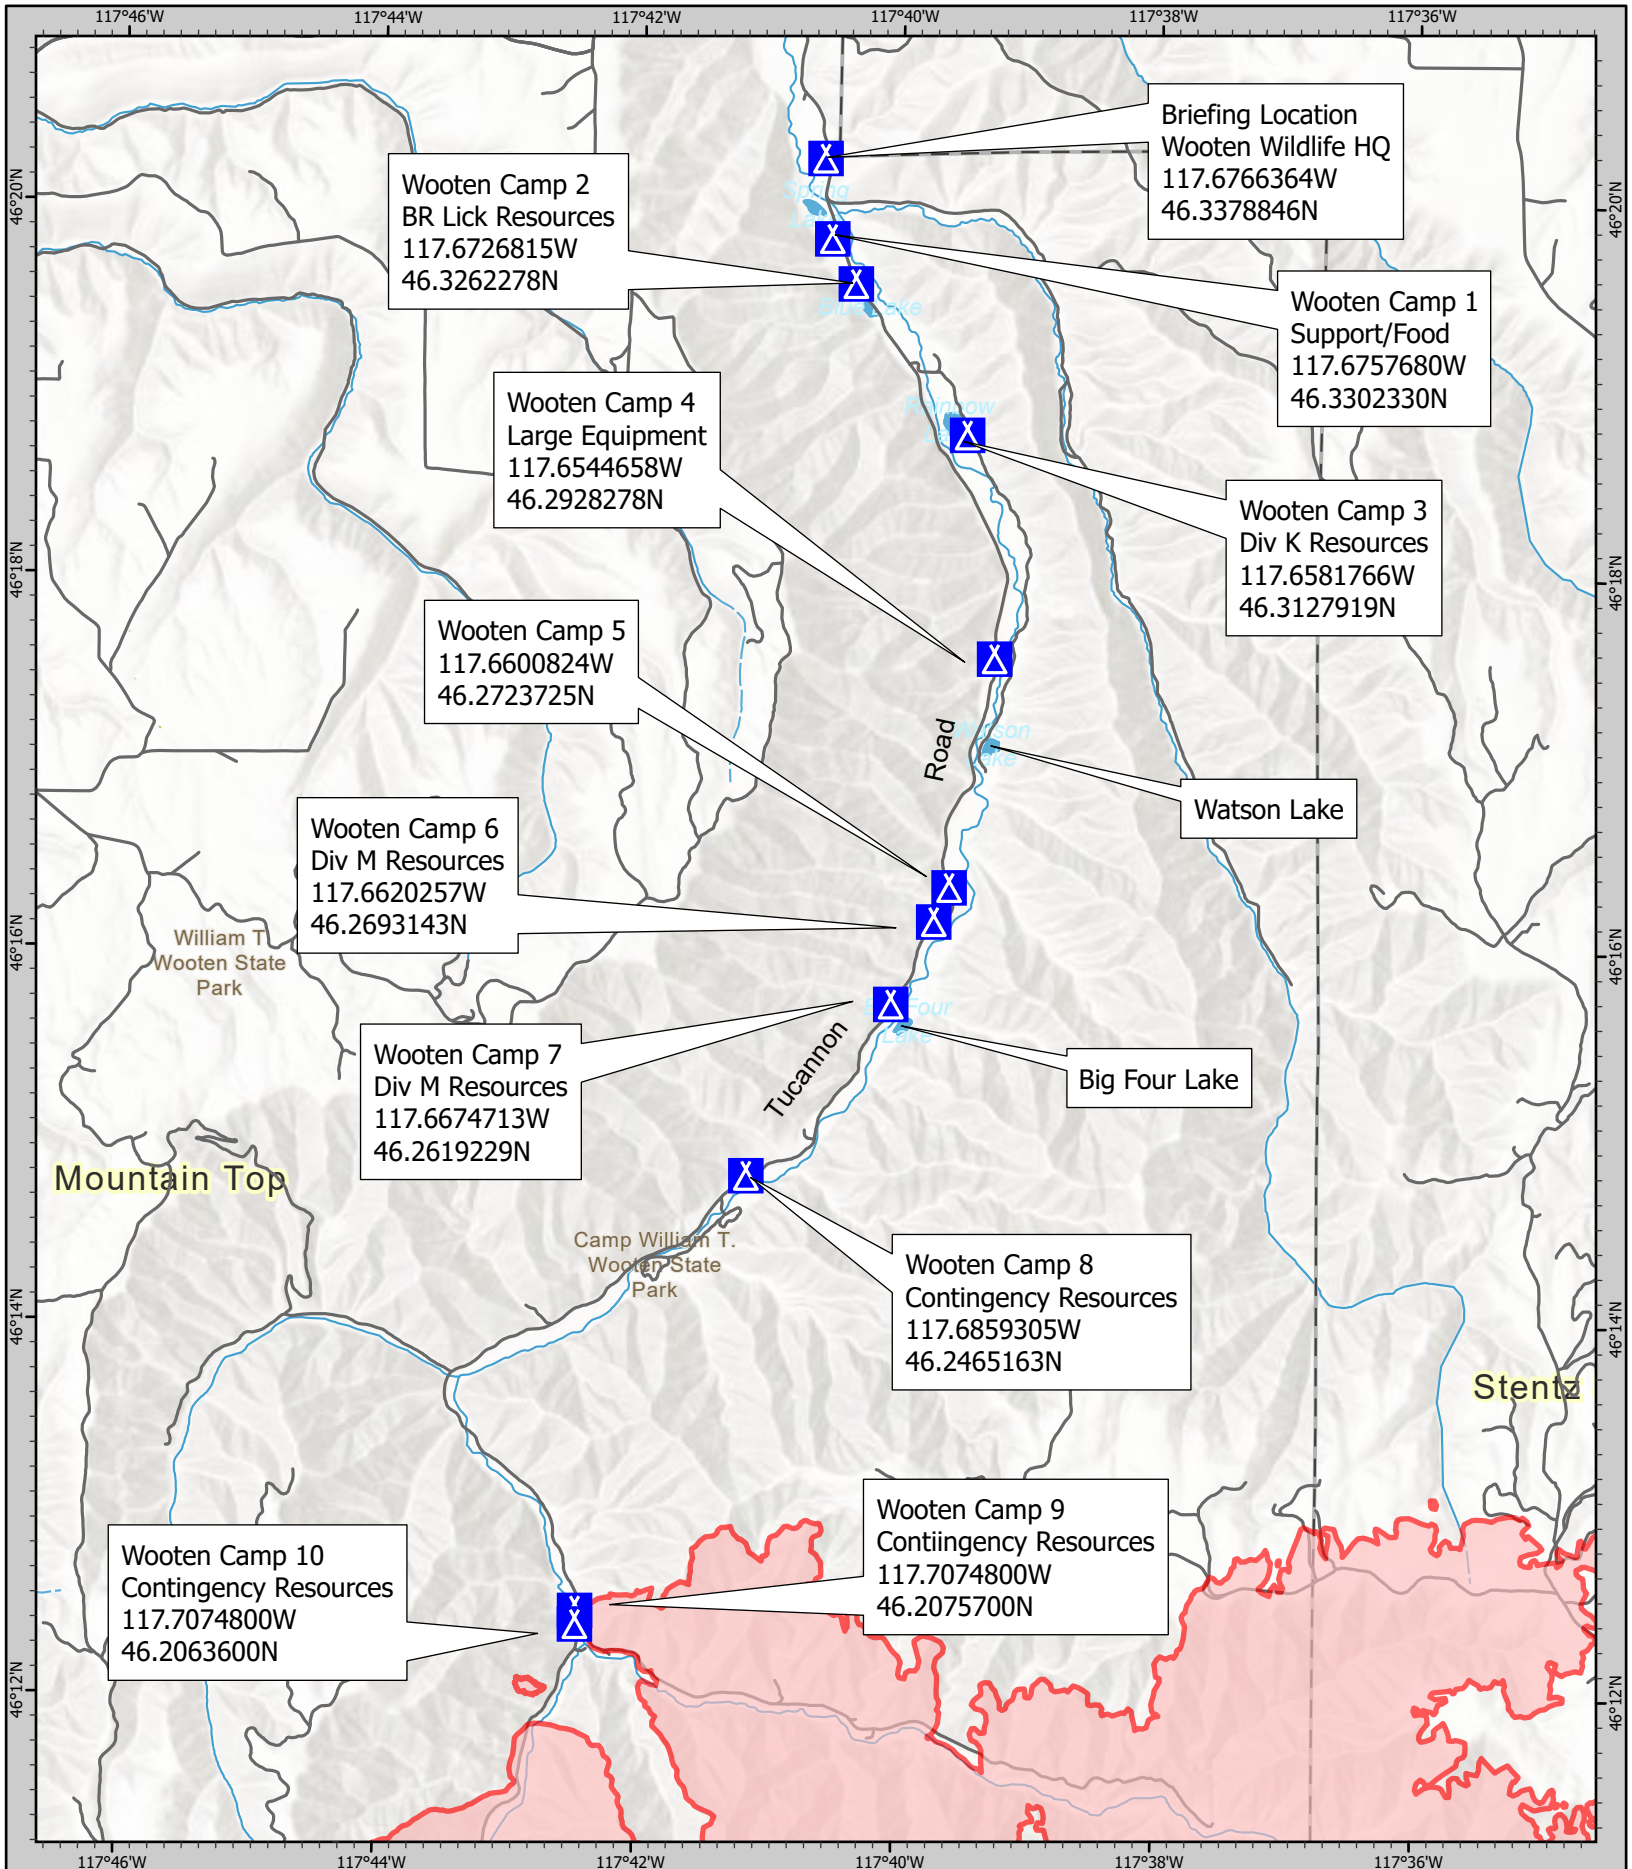 117°46'W
117°44'W
117°42'W
117°40'W
117°38'W
117°36'W
46°20'N
46°18'N
46°16'N
46°14'N
46°12'N
46°20'N
46°18'N
46°16'N
46°14'N
46°12'N
Briefing Location
Wooten Wildlife HQ
117.6766364W
46.3378846N
Wooten Camp 2
BR Lick Resources
117.6726815W
46.3262278N
Spring
Wooten Camp 1
Support/Food
117.6757680W
46.3302330N
Blue Lake
Wooten Camp 4
Large Equipment
117.6544658W
46.2928278N
Rainbow
Wooten Camp 3
Div K Resources
117.6581766W
46.3127919N
Wooten Camp 5
117.6600824W
46.2723725N
Road
Watson
Lake
Watson Lake
Wooten Camp 6
Div M Resources
117.6620257W
46.2693143N
William T
Wooten State
Park
Four
Lake
Wooten Camp 7
Div M Resources
117.6674713W
46.2619229N
Tucannon
Big Four Lake
Mountain Top
Camp William T.
Wooten State
Park
Wooten Camp 8
Contingency Resources
117.6859305W
46.2465163N
Stentz
Wooten Camp 9
Contiingency Resources
117.7074800W
46.2075700N
Wooten Camp 10
Contingency Resources
117.7074800W
46.2063600N
117°46'W
117°44'W
117°42'W
117°40'W
117°38'W
117°36'W